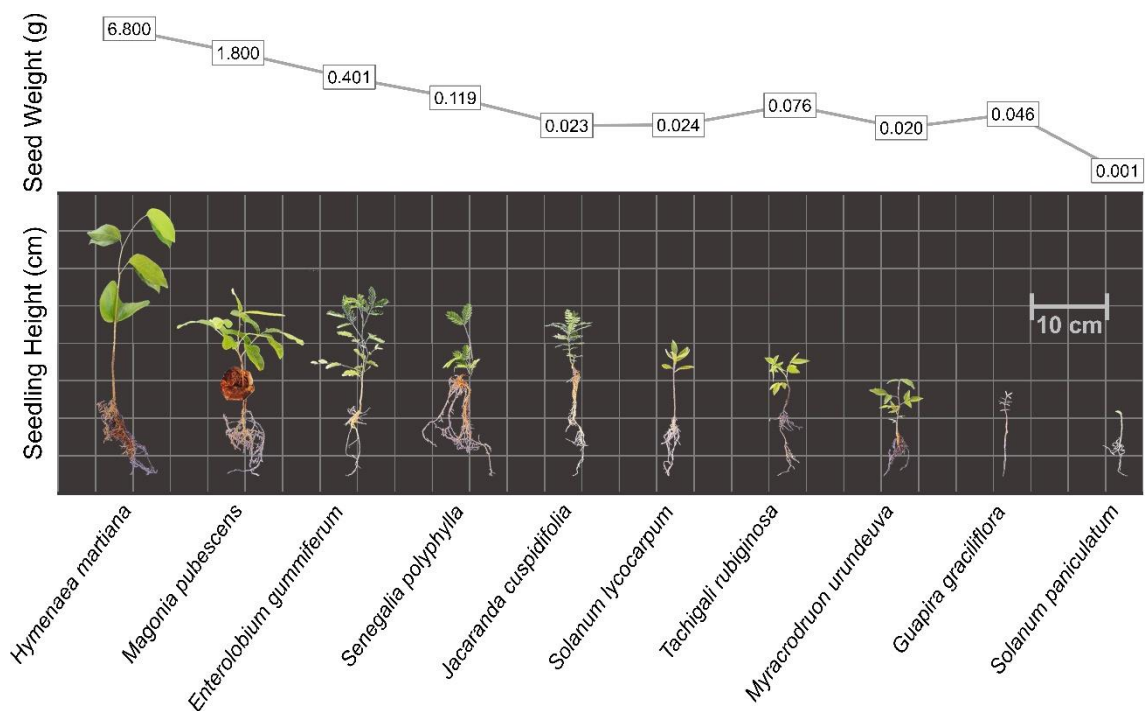 Seed Weight (g)
6.800
1.800
0.401
0.119
0.023
0.024
0.076
0.020
0.046
0.001
Seedling Height (cm)
10 cm
Hymenaea martiana
Magonia pubescens
Enterolobium gummiferum
Senegalia polyphylla
Jacaranda cuspidifolia
Solanum lycocarpum
Tachigali rubiginosa
Myracrodruon urundeuva
Guapira graciliflora
Solanum paniculatum